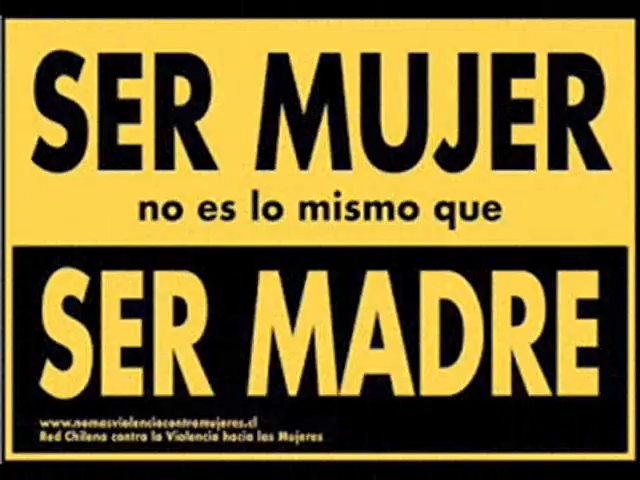 SER MUJER
no es lo mismo que
SER MADRE
www.nomasviolenciacontramujeres.cl
Red Chilena contra la Violencia hacia las Mujeres